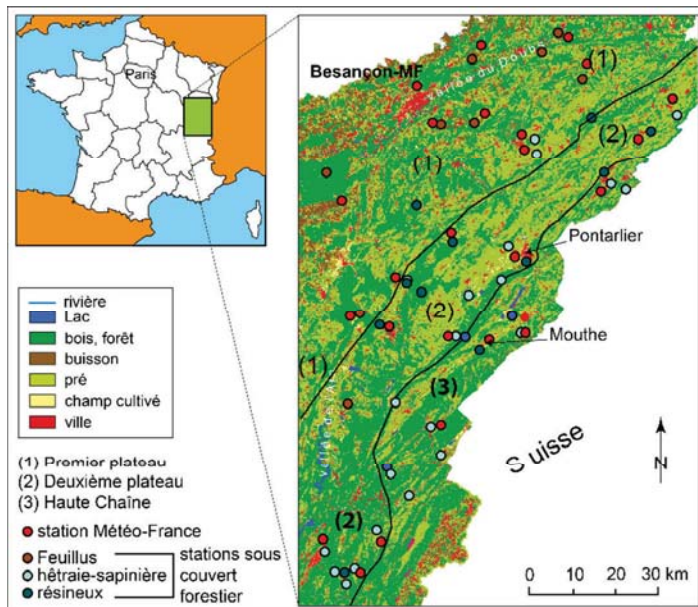 Paris
Besançon-MF
Vallée du Doubs
(1)
(2)
(1)
Pontarlier
(2)
Mouthe
(1)
(3)
Suisse
N
(2)
0 10 20 30 km
rivière
Lac
bois, forêt
buisson
pré
champ cultivé
ville
(1) Premier plateau
(2) Deuxième plateau
(3) Haute Chaîne
station Météo-France
Feuillus
hêtraie-sapinière
résineux
stations sous
couvert
forestier